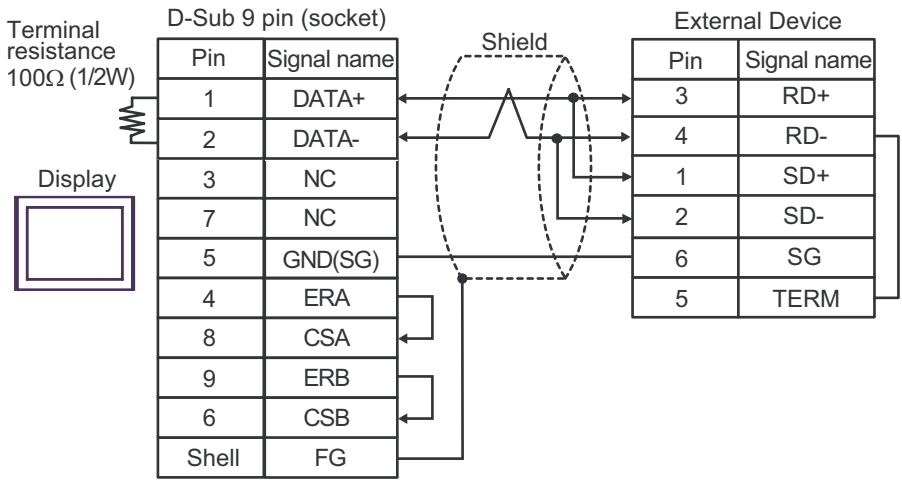 Terminal
resistance
100Ω (1/2W)
Display
D-Sub 9 pin (socket)
Pin Signal name
1 DATA+
2 DATA-
3 NC
7 NC
5 GND(SG)
4 ERA
8 CSA
9 ERB
6 CSB
Shell FG
Shield
External Device
Pin Signal name
3 RD+
4 RD-
1 SD+
2 SD-
6 SG
5 TERM